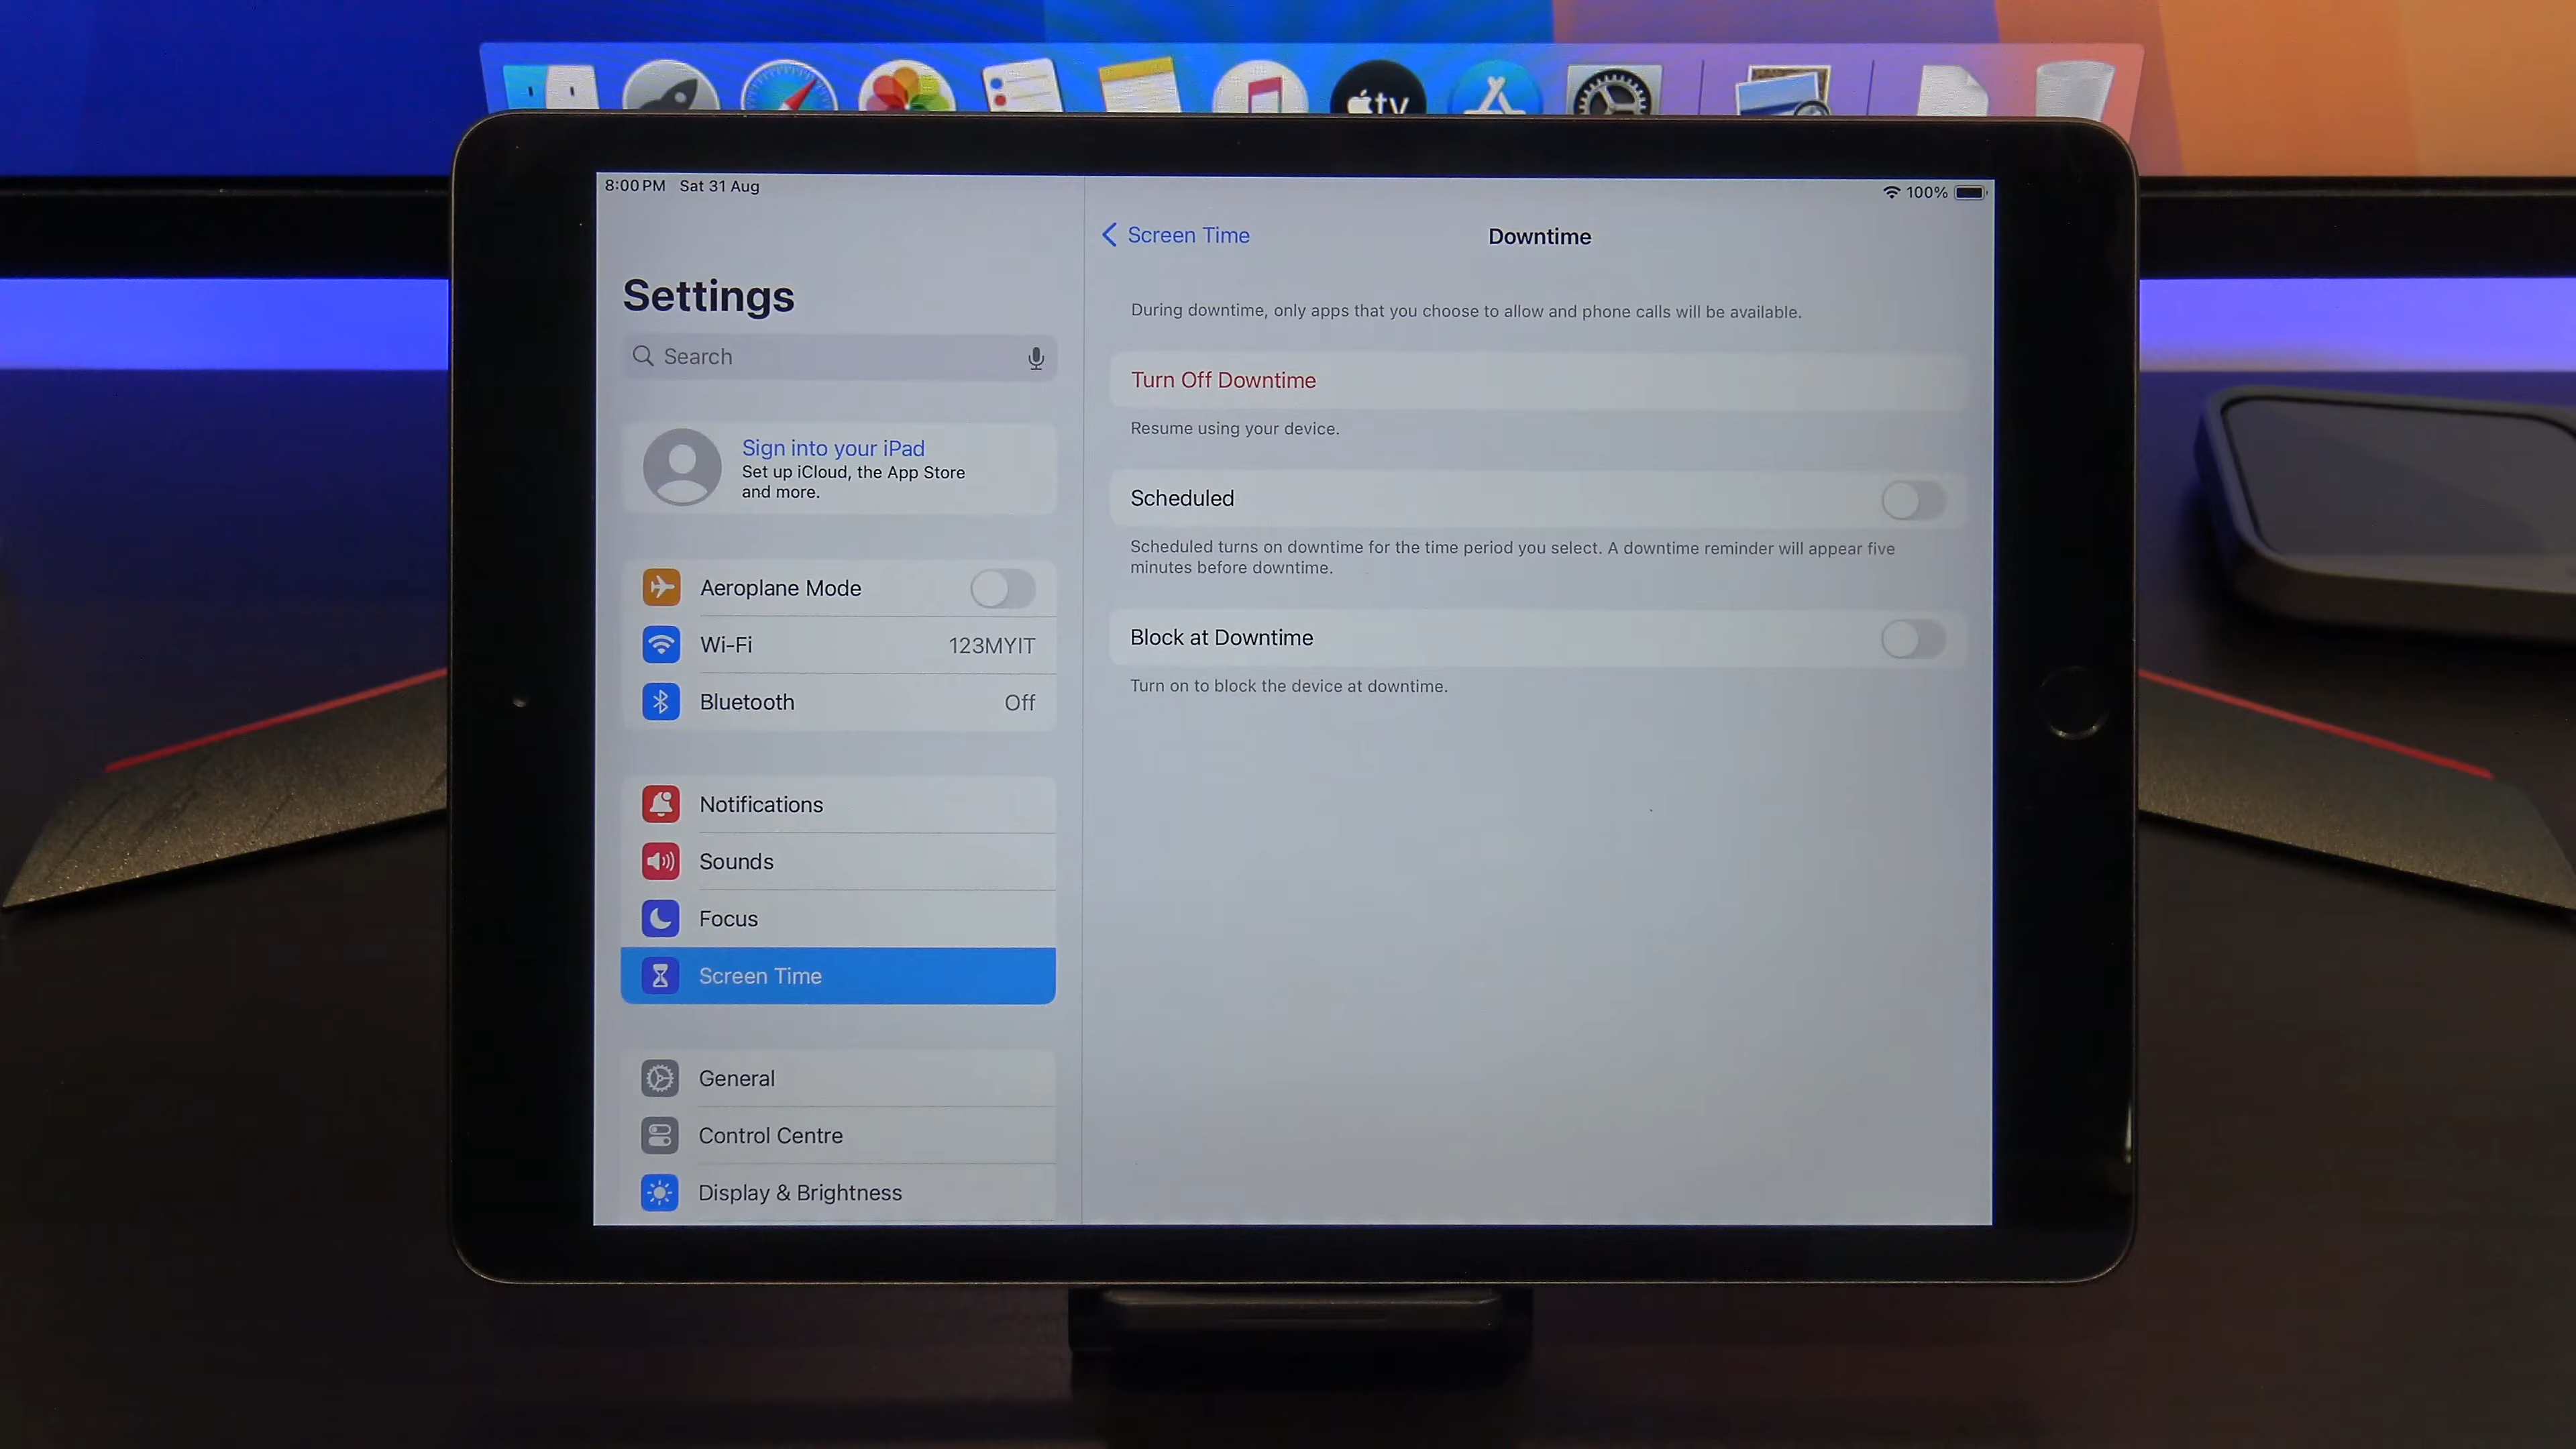 tv
8:00 PM Sat 31 Aug
100%
Settings
Search
Sign into your iPad
Set up iCloud, the App Store
and more.
Aeroplane Mode
Wi-Fi 123MYIT
Bluetooth Off
Notifications
Sounds
Focus
Screen Time
General
Control Centre
Display & Brightness
Screen Time
Downtime
During downtime, only apps that you choose to allow and phone calls will be available.
Turn Off Downtime
Resume using your device.
Scheduled
Scheduled turns on downtime for the time period you select. A downtime reminder will appear five
minutes before downtime.
Block at Downtime
Turn on to block the device at downtime.